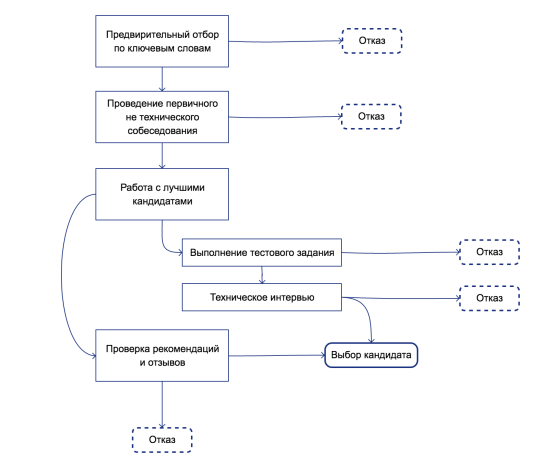 Предвирительный отбор
по ключевым словам
Отказ
Проведение первичного
не технического
собеседования
Отказ
Работа с лучшими
кандидатами
Выполнение тестового задания
Отказ
Техническое интервью
Отказ
Проверка рекомендаций
и отзывов
Выбор кандидата
Отказ